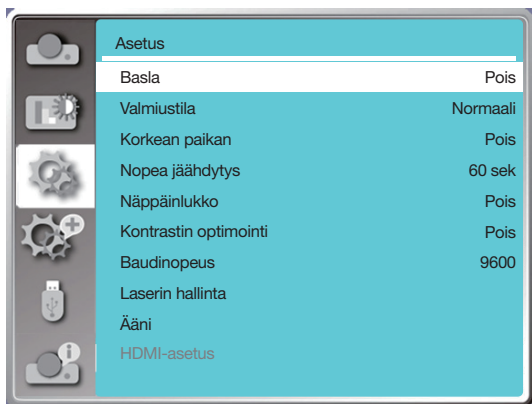 Asetus
Basla Pois
Valmiustila Normaali
Korkean paikan Pois
Nopea jäähdytys 60 sek
Näppäinlukko Pois
Kontrastin optimointi Pois
Baudinopeus 9600
Laserin hallinta
Ääni
HDMI-asetus